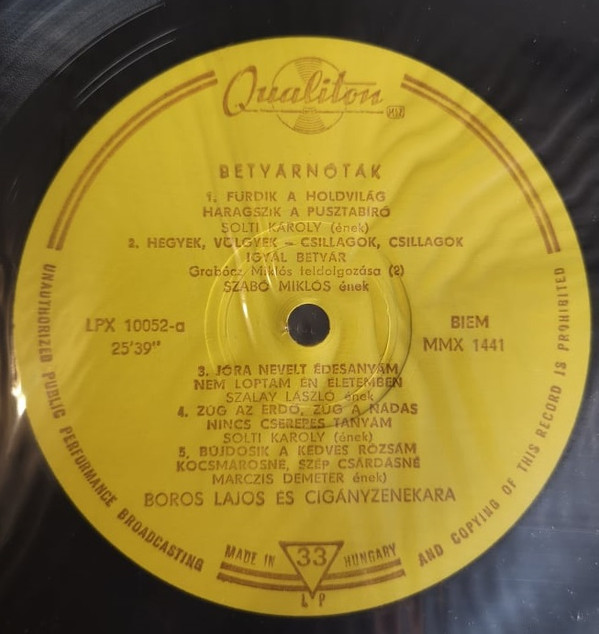 Qualiton
BETYÁRNÓTÁK
1. FÜRDIK A HOLDVILÁG
HARAGSZIK A PUSZTABÍRÓ
SOLTI KÁROLY (ének)
2. HEGYEK, VÖLGYEK – CSILLAGOK, CSILLAGOK
IGYÁL BETYÁR
Grabócz Miklós feldolgozása (2)
SZABÓ MIKLÓS ének
LPX 10052-a
25'39"
BIEM
MMX 1441
3. JÓRA NEVELT ÉDESANYÁM
NEM LOPTAM ÉN ÉLETEMBEN
SZALAY LÁSZLÓ ének
4. ZÚG AZ ERDŐ, ZÚG A NÁDAS
NINCS CSEREPES TANYÁM
SOLTI KÁROLY (ének)
5. BÚJDOSIK A KEDVES RÓZSÁM
KOCSMÁROSNÉ, SZÉP CSÁRDÁSNÉ
MARCZIS DEMETER ének)
BOROS LAJOS ÉS CIGÁNYZENEKARA
UNAUTHORIZED PUBLIC PERFORMANCE BROADCASTING AND COPYING OF THIS RECORD IS PROHIBITED
MADE IN HUNGARY
33
LP